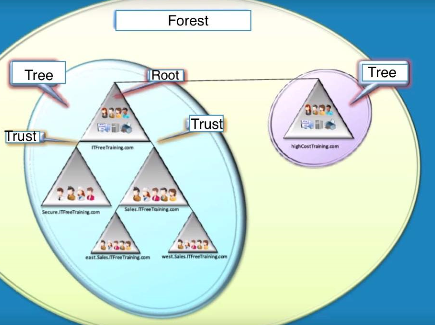 Forest
Tree
Root
Tree
Trust
Trust
ITFreeTraining.com
highCostTraining.com
Secure.ITFreeTraining.com
Sales.ITFreeTraining.com
east.Sales.ITFreeTraining.com
west.Sales.ITFreeTraining.com